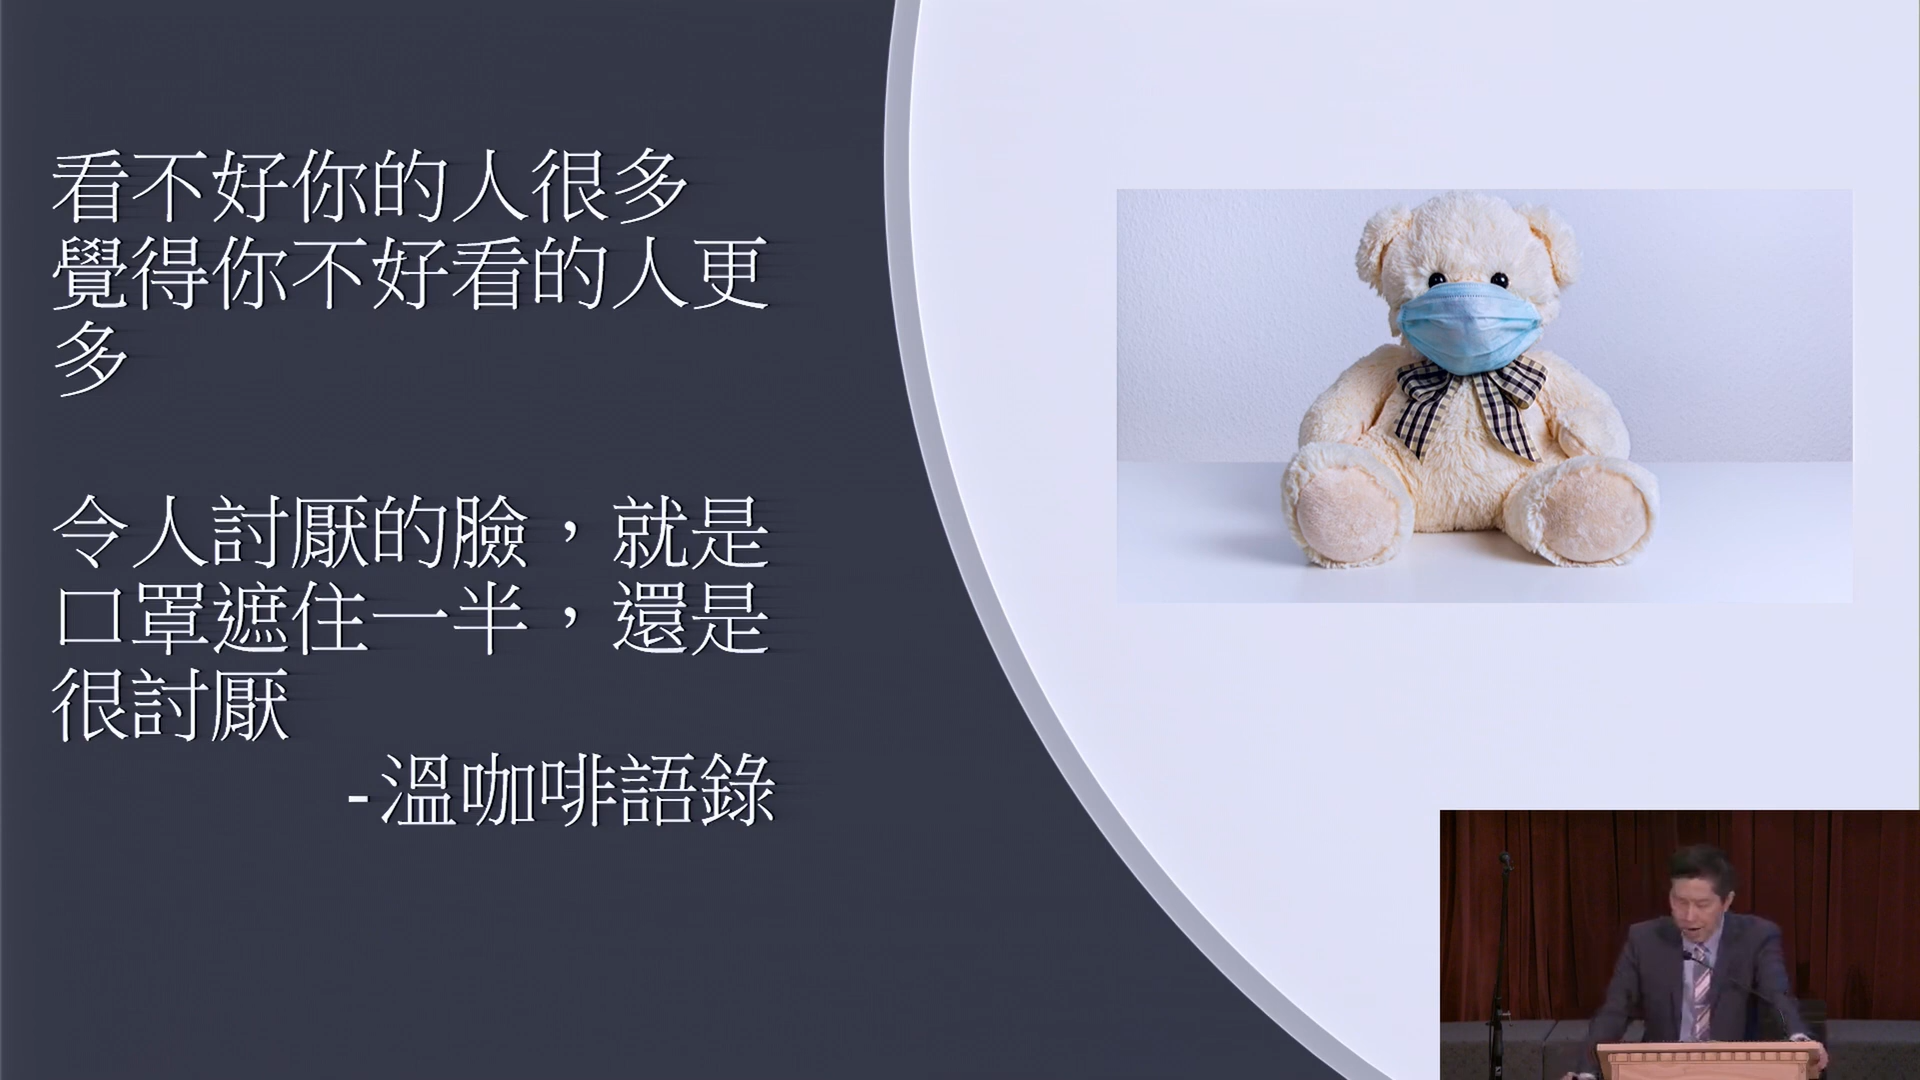 看不好你的人很多
覺得你不好看的人更
多
令人討厭的臉，就是
口罩遮住一半，還是
很討厭
-溫咖啡語錄